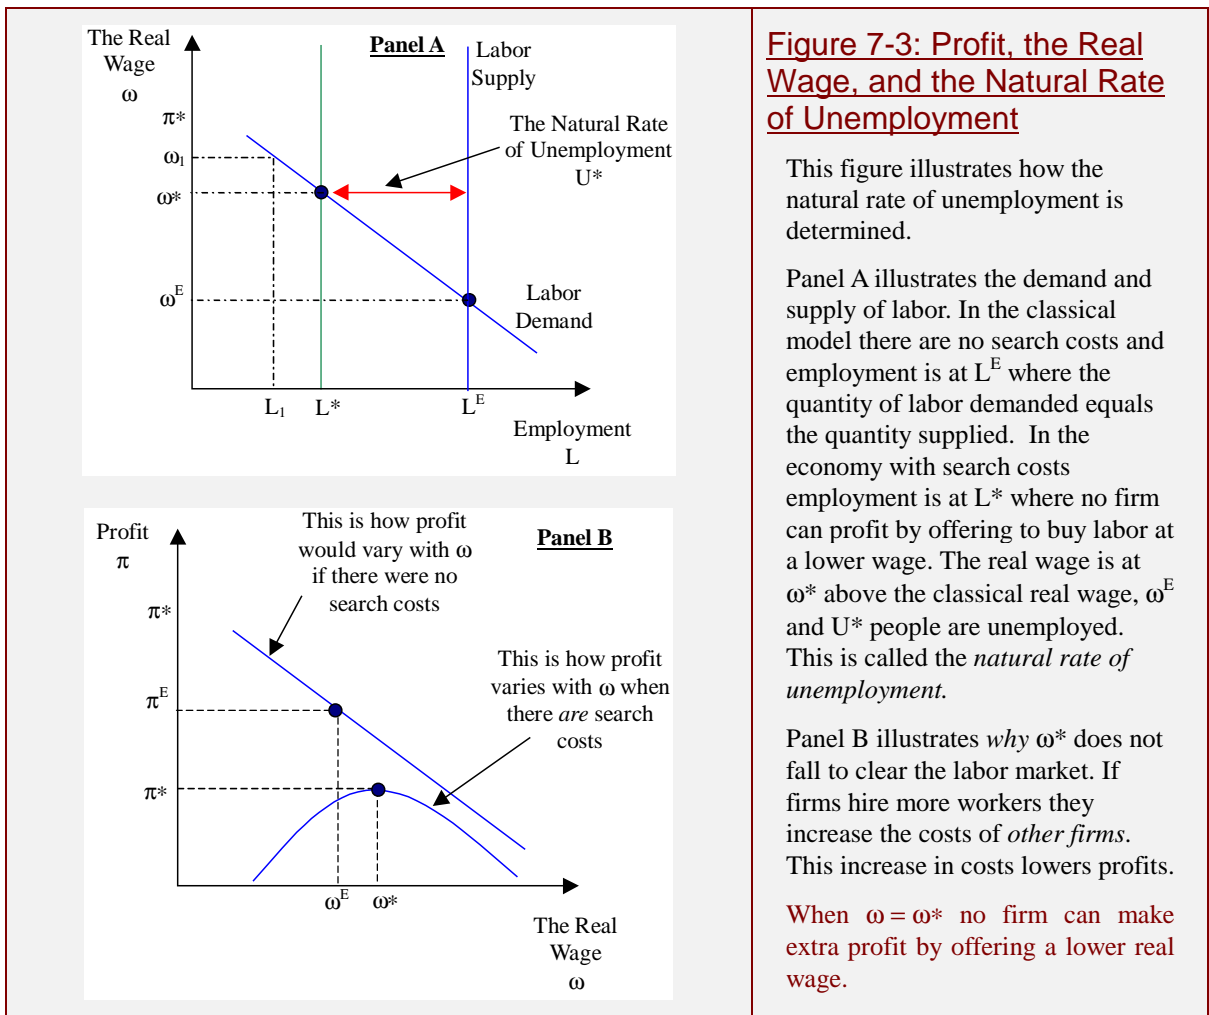 The Real
Wage
ω
Panel A
Labor
Supply
π*
The Natural Rate
of Unemployment
U*
ω₁
ω*
ωᴱ
Labor
Demand
L₁
L*
Lᴱ
Employment
L
Profit
π
This is how profit
would vary with ω
if there were no
search costs
Panel B
π*
This is how profit
varies with ω when
there are search
costs
πᴱ
π*
ωᴱ
ω*
The Real
Wage
ω
Figure 7-3: Profit, the Real
Wage, and the Natural Rate
of Unemployment
This figure illustrates how the
natural rate of unemployment is
determined.
Panel A illustrates the demand and
supply of labor. In the classical
model there are no search costs and
employment is at Lᴱ where the
quantity of labor demanded equals
the quantity supplied. In the
economy with search costs
employment is at L* where no firm
can profit by offering to buy labor at
a lower wage. The real wage is at
ω* above the classical real wage, ωᴱ
and U* people are unemployed.
This is called the natural rate of
unemployment.
Panel B illustrates why ω* does not
fall to clear the labor market. If
firms hire more workers they
increase the costs of other firms.
This increase in costs lowers profits.
When ω = ω* no firm can make
extra profit by offering a lower real
wage.